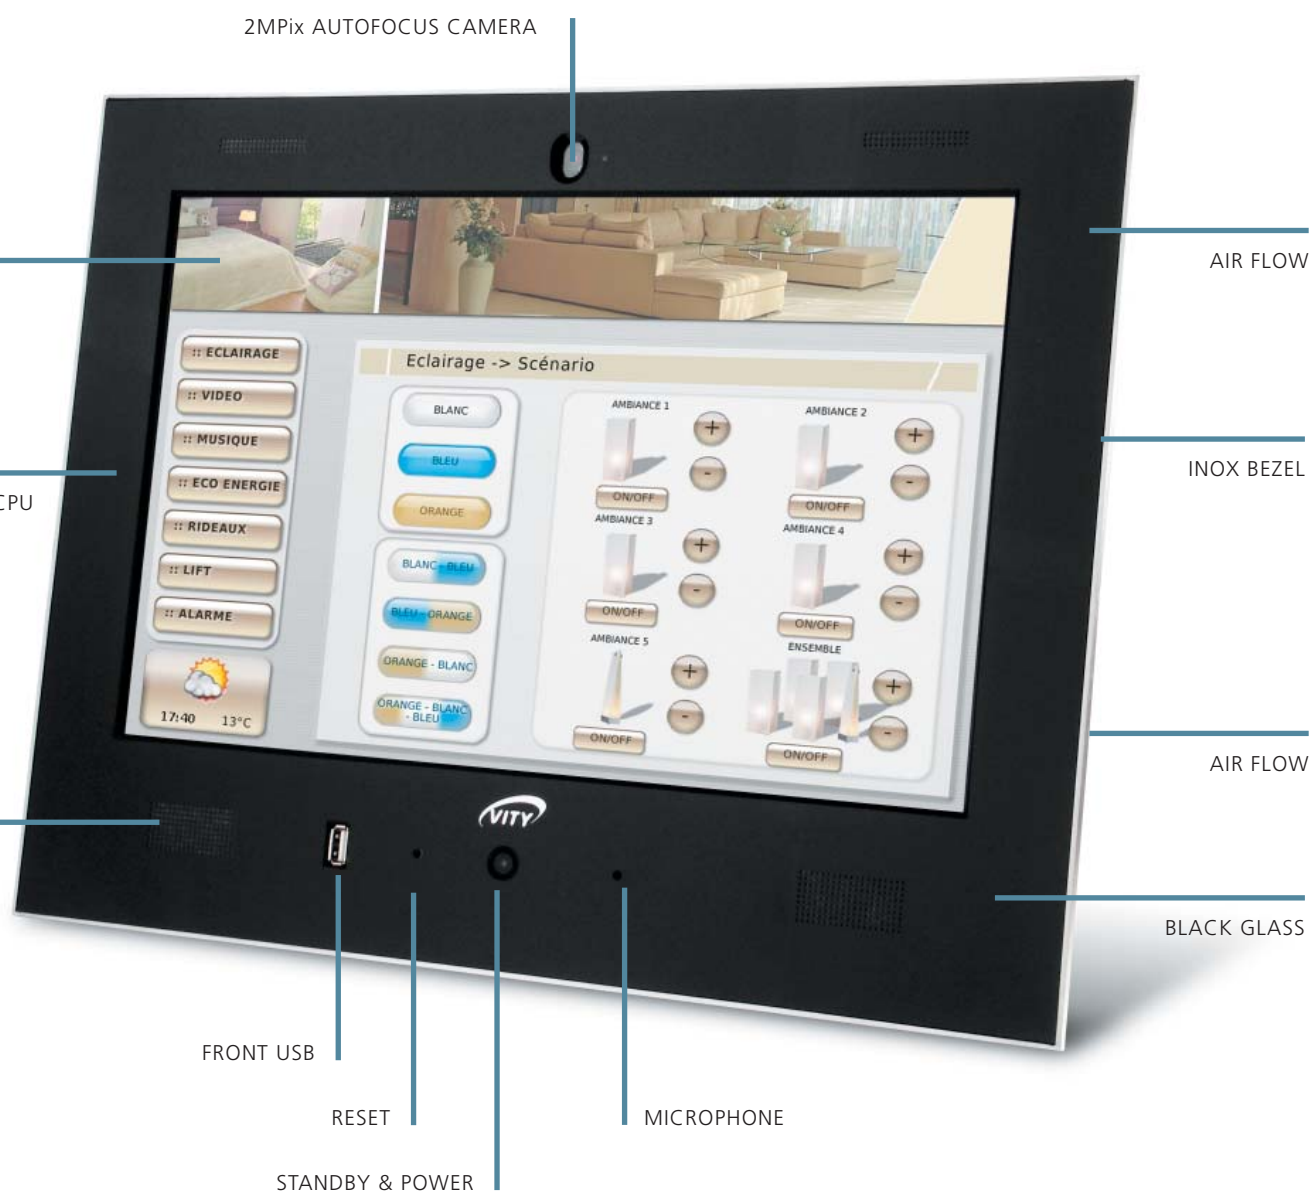 2MPix AUTOFOCUS CAMERA
AIR FLOW
INOX BEZEL
CPU
AIR FLOW
BLACK GLASS
:: ECLAIRAGE
:: VIDEO
:: MUSIQUE
:: ECO ENERGIE
:: RIDEAUX
:: LIFT
:: ALARME
17:40 13°C
Eclairage -> Scénario
BLANC
BLEU
ORANGE
BLANC - BLEU
BLEU - ORANGE
ORANGE - BLANC
ORANGE - BLANC
- BLEU
AMBIANCE 1
+
-
ON/OFF
AMBIANCE 2
+
-
ON/OFF
AMBIANCE 3
+
-
ON/OFF
AMBIANCE 4
+
-
ON/OFF
AMBIANCE 5
+
-
ON/OFF
ENSEMBLE
+
-
ON/OFF
VITY
FRONT USB
RESET
MICROPHONE
STANDBY & POWER